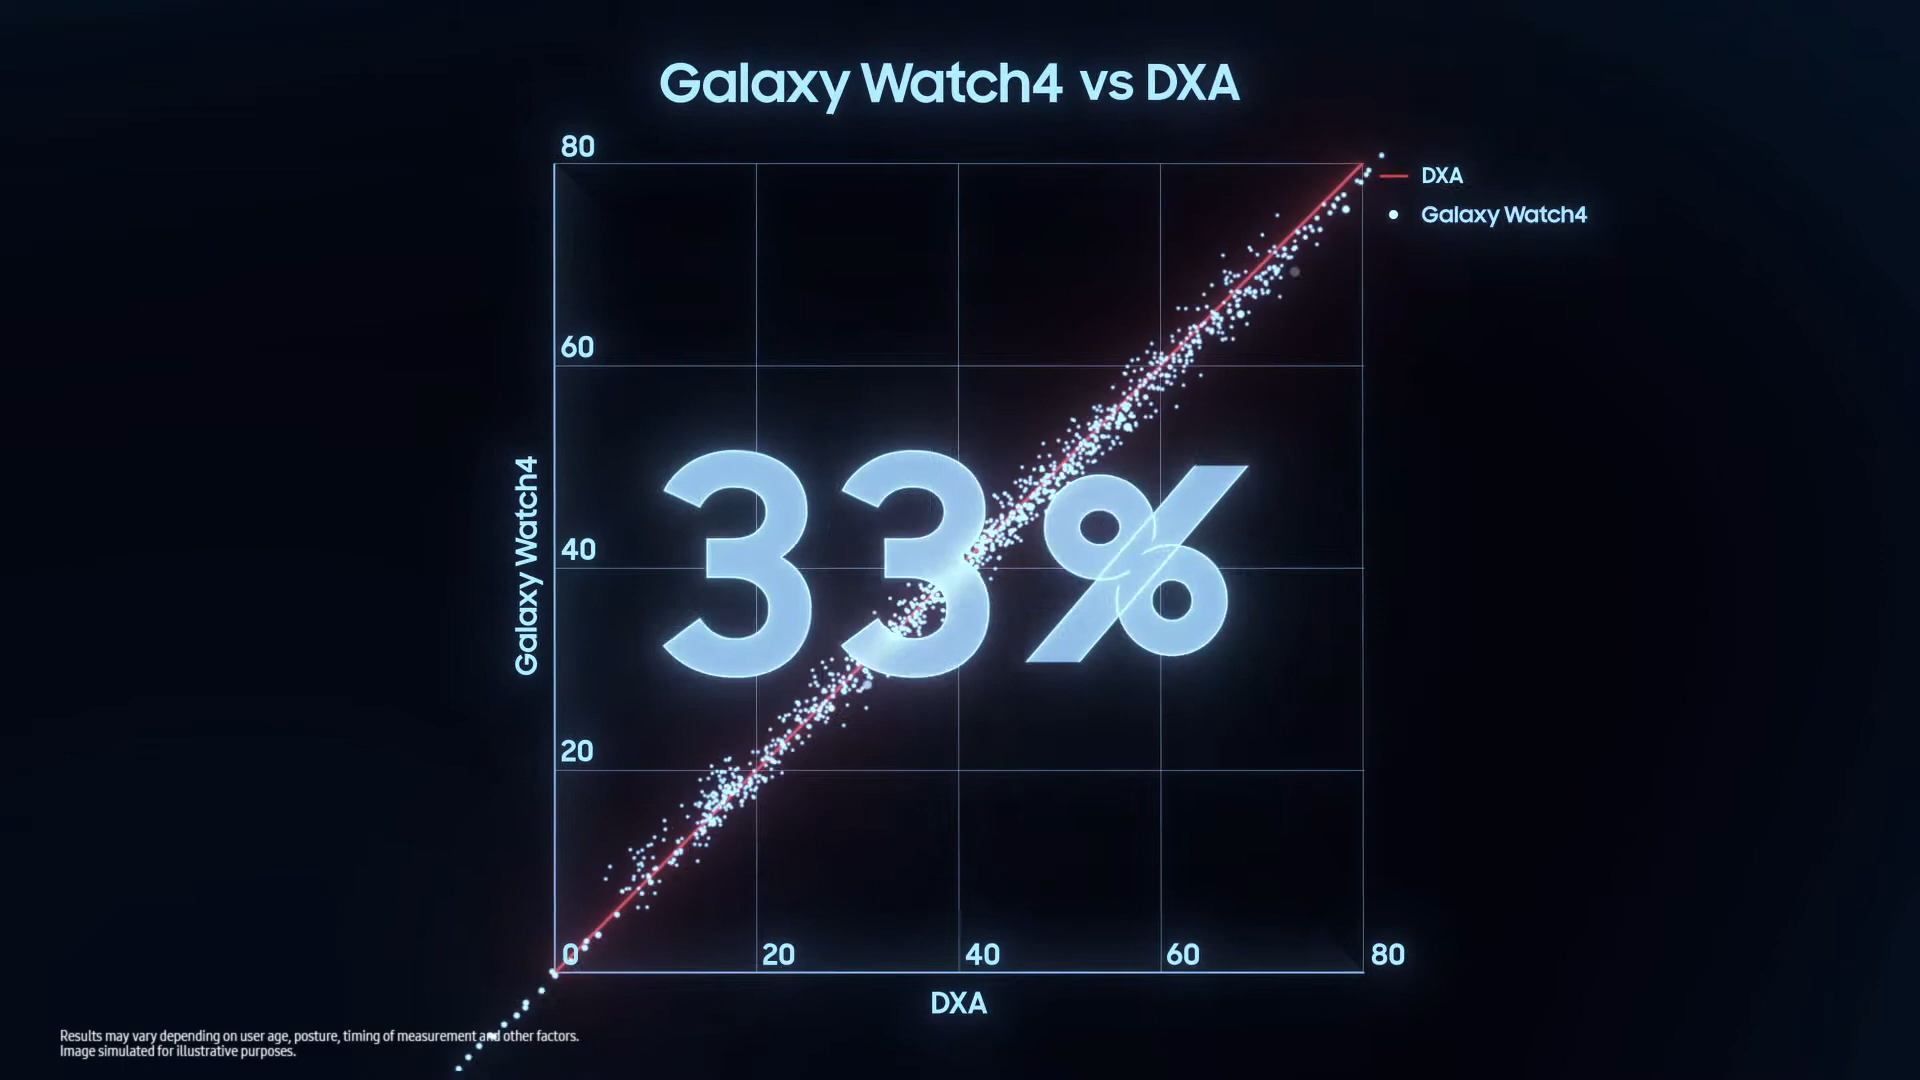 Galaxy Watch4 vs DXA
80
DXA
Galaxy Watch4
60
33%
Galaxy Watch4
40
20
0
20
40
60
80
DXA
Results may vary depending on user age, posture, timing of measurement and other factors.
Image simulated for illustrative purposes.